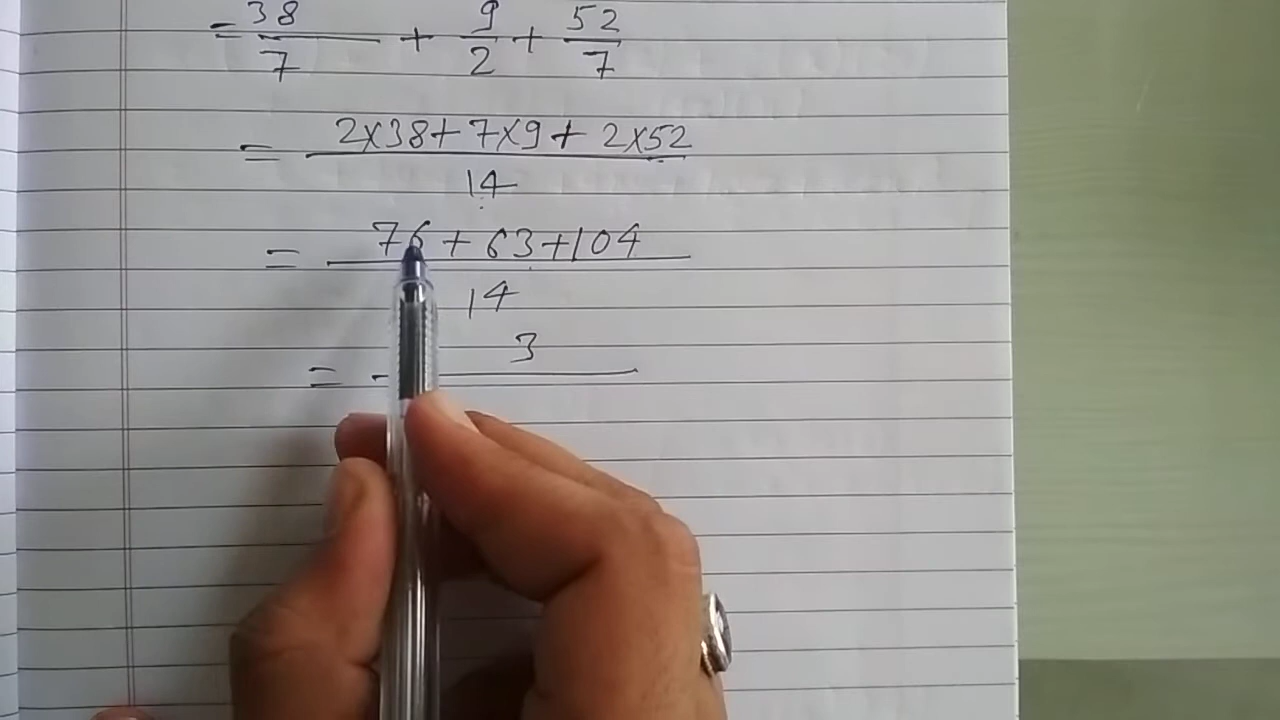 = 38/7 + 9/2 + 52/7
= 2x38+7x9+2x52/14
= 76+63+104/14
= 3